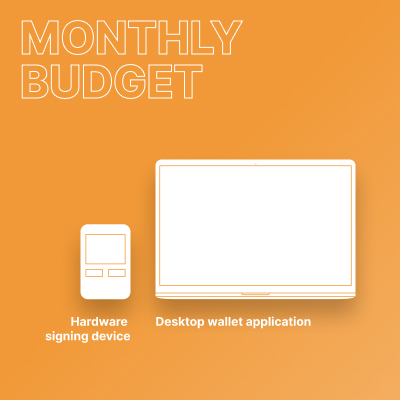 MONTHLY
BUDGET
Hardware
signing device
Desktop wallet application